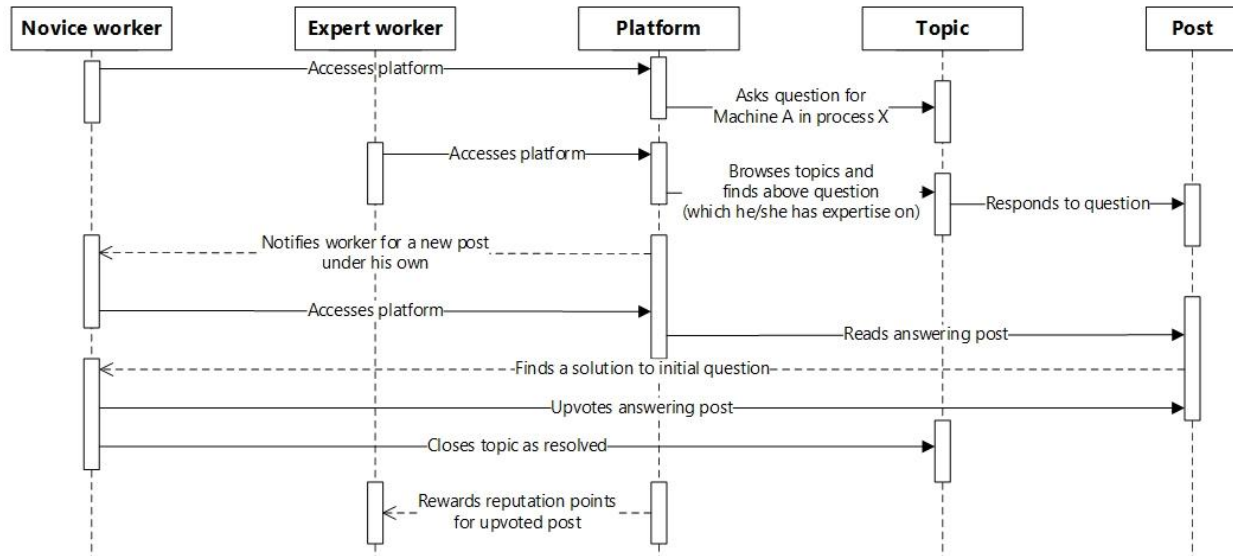 Novice worker
Expert worker
Platform
Topic
Post
Accesses platform
Asks question for
Machine A in process X
Accesses platform
Browses topics and
finds above question
(which he/she has expertise on)
Responds to question
Notifies worker for a new post
under his own
Accesses platform
Reads answering post
Finds a solution to initial question
Upvotes answering post
Closes topic as resolved
Rewards reputation points
for upvoted post